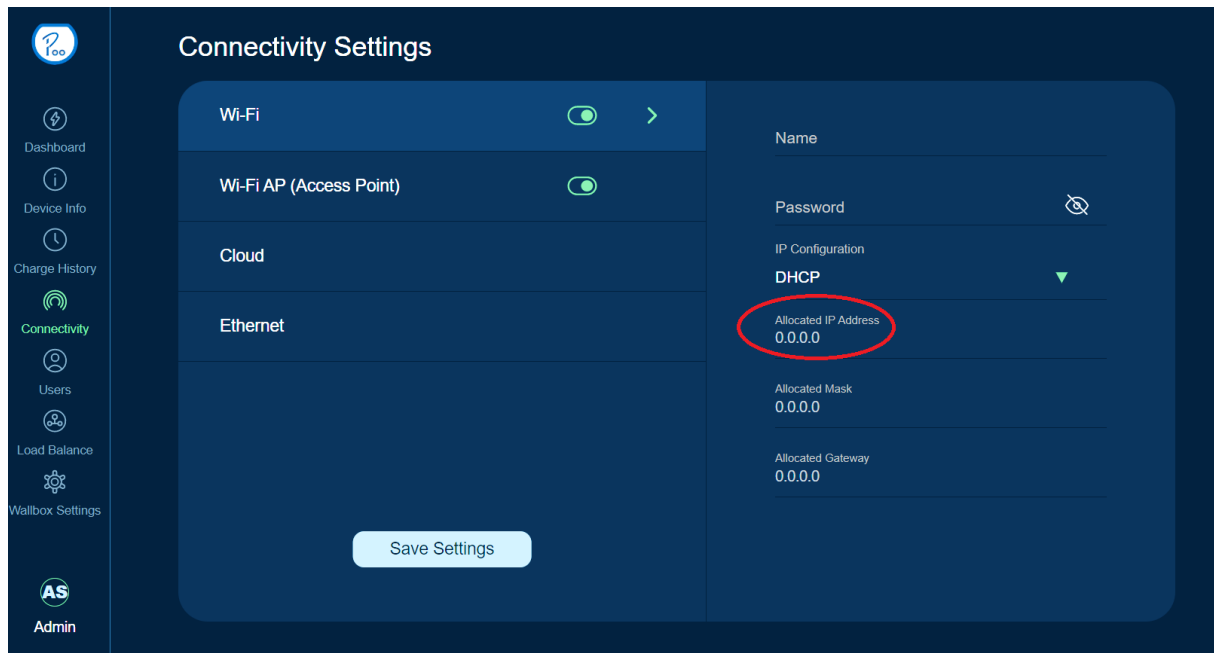 Poo
Connectivity Settings
Dashboard
Device Info
Charge History
Connectivity
Users
Load Balance
Wallbox Settings
AS
Admin
Wi-Fi
Wi-Fi AP (Access Point)
Cloud
Ethernet
Save Settings
Name
Password
IP Configuration
DHCP
Allocated IP Address
0.0.0.0
Allocated Mask
0.0.0.0
Allocated Gateway
0.0.0.0